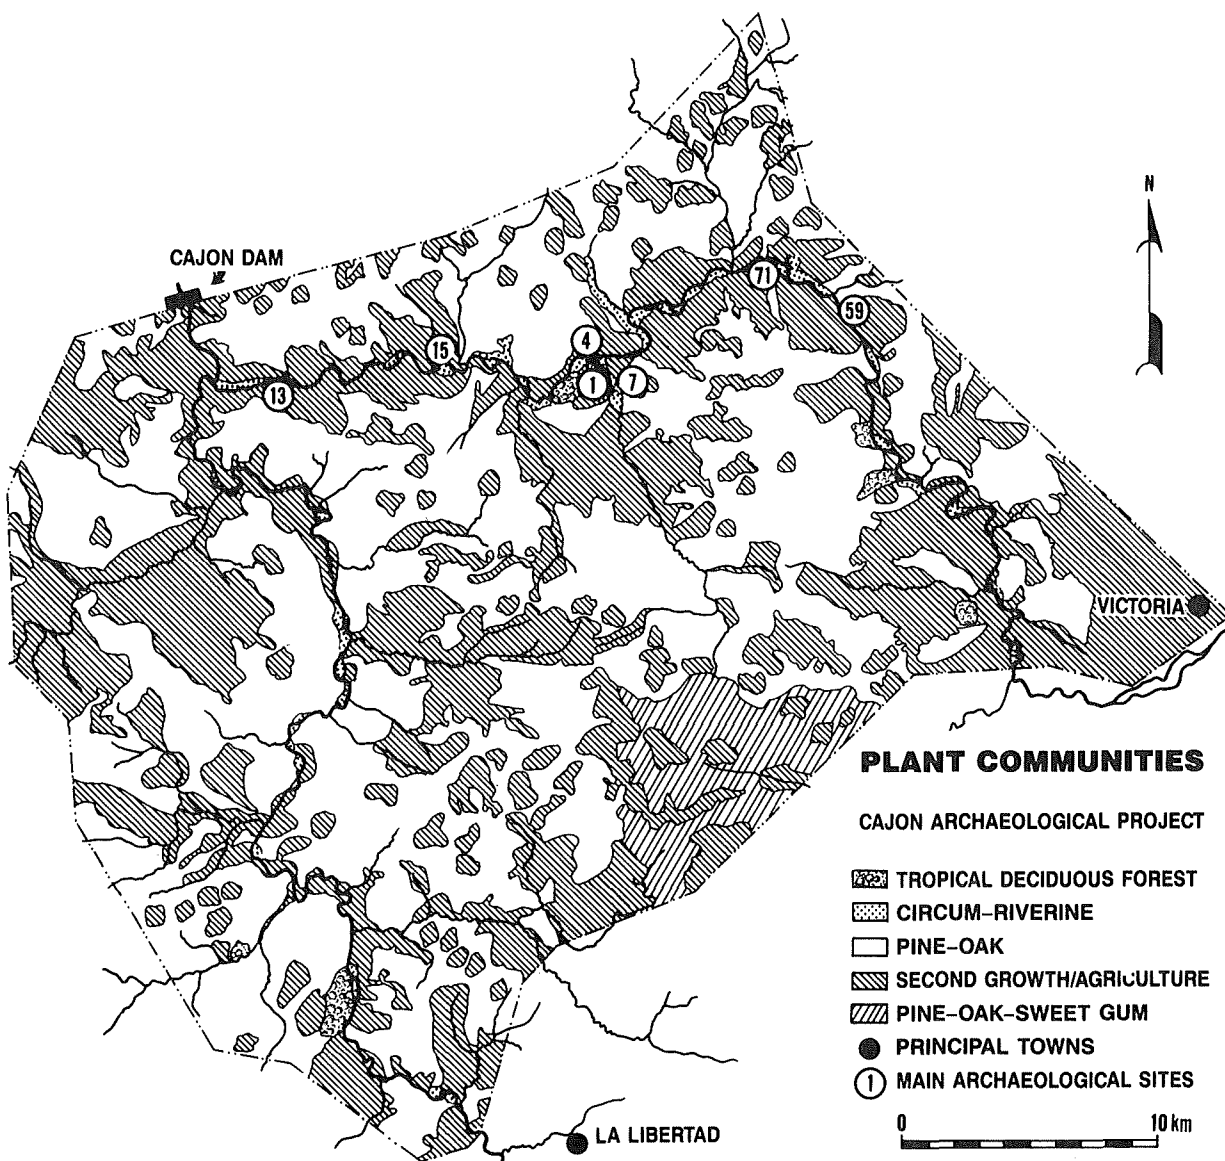 N
CAJON DAM
71
59
15
4
13
1
7
VICTORIA
PLANT COMMUNITIES
CAJON ARCHAEOLOGICAL PROJECT
TROPICAL DECIDUOUS FOREST
CIRCUM-RIVERINE
PINE-OAK
SECOND GROWTH/AGRICULTURE
PINE-OAK-SWEET GUM
PRINCIPAL TOWNS
1 MAIN ARCHAEOLOGICAL SITES
0 10 km
LA LIBERTAD